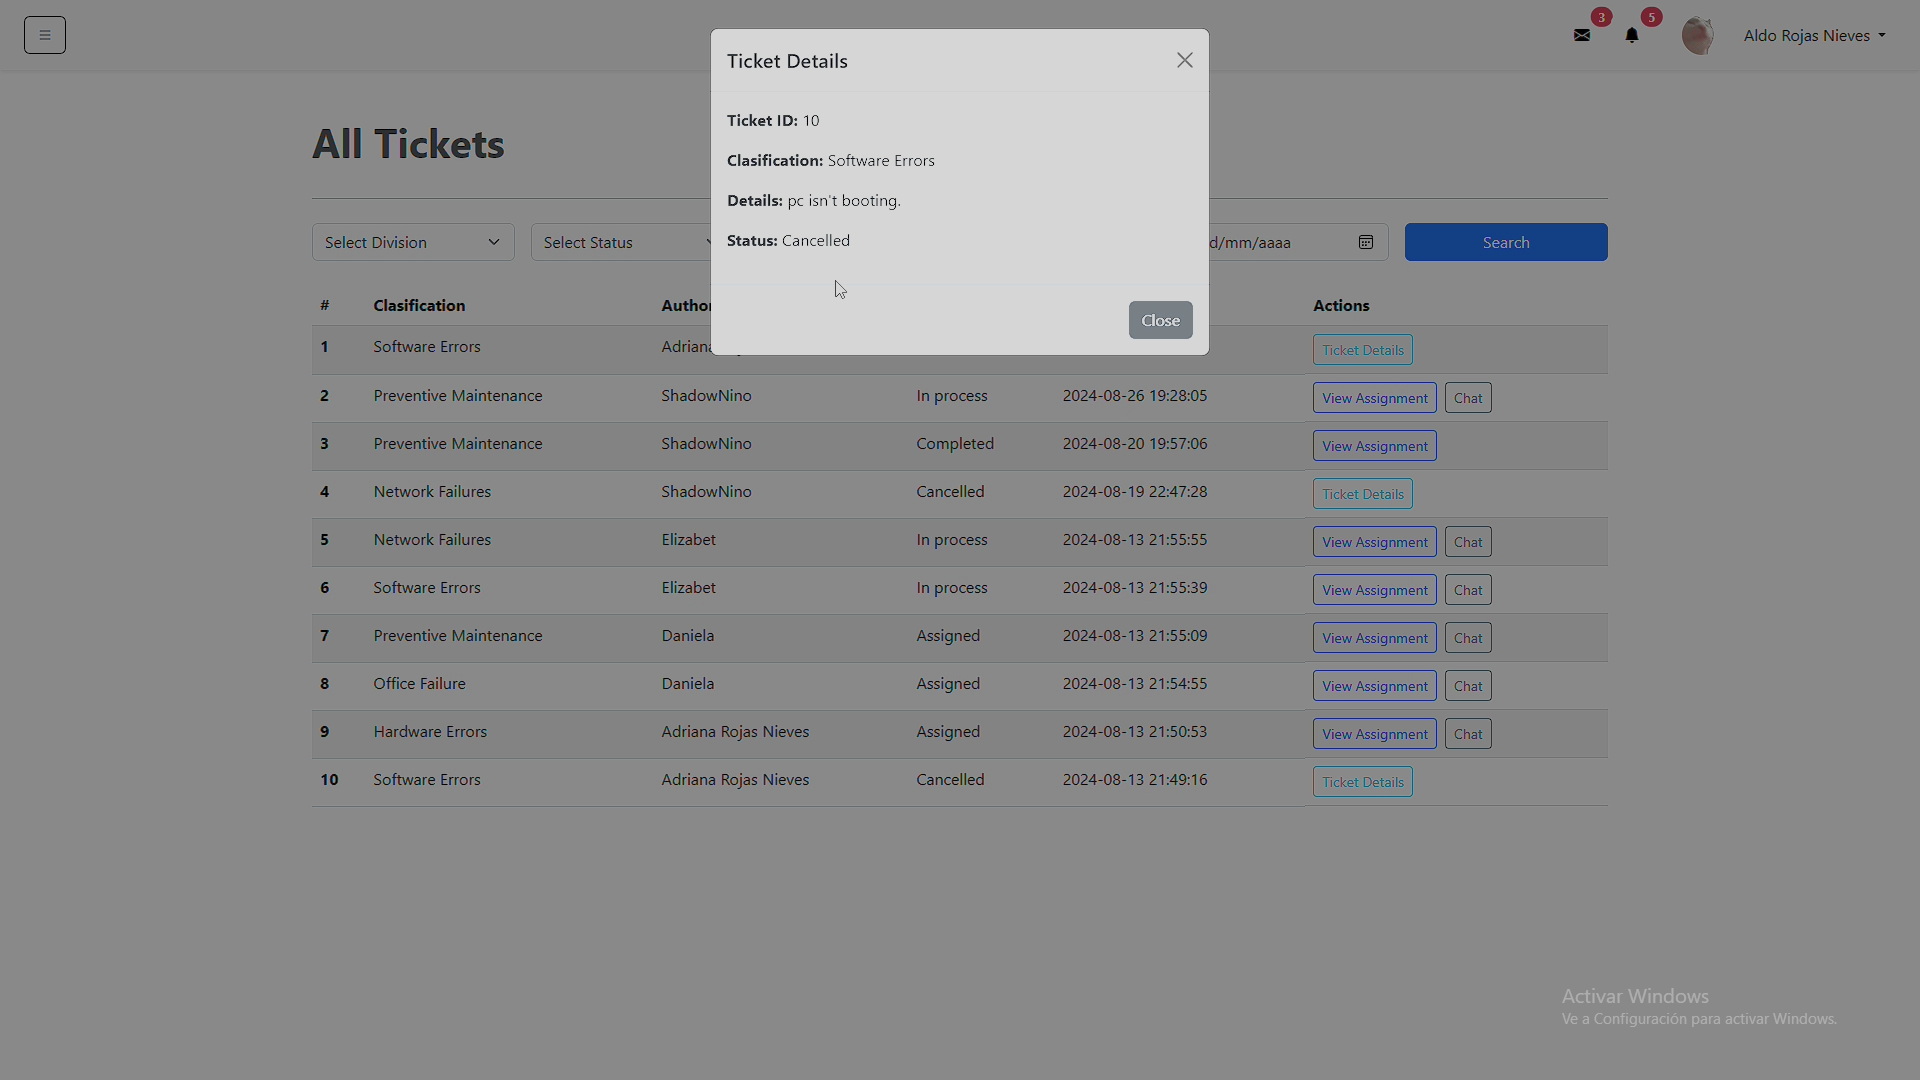 3
5
Aldo Rojas Nieves
Ticket Details
Ticket ID: 10
Clasification: Software Errors
Details: pc isn't booting.
Status: Cancelled
Close
All Tickets
Select Division
Select Status
d/mm/aaaa
Search
# Clasification Autho Actions
1 Software Errors Adrian Ticket Details
2 Preventive Maintenance ShadowNino In process 2024-08-26 19:28:05 View Assignment Chat
3 Preventive Maintenance ShadowNino Completed 2024-08-20 19:57:06 View Assignment
4 Network Failures ShadowNino Cancelled 2024-08-19 22:47:28 Ticket Details
5 Network Failures Elizabet In process 2024-08-13 21:55:55 View Assignment Chat
6 Software Errors Elizabet In process 2024-08-13 21:55:39 View Assignment Chat
7 Preventive Maintenance Daniela Assigned 2024-08-13 21:55:09 View Assignment Chat
8 Office Failure Daniela Assigned 2024-08-13 21:54:55 View Assignment Chat
9 Hardware Errors Adriana Rojas Nieves Assigned 2024-08-13 21:50:53 View Assignment Chat
10 Software Errors Adriana Rojas Nieves Cancelled 2024-08-13 21:49:16 Ticket Details
Activar Windows
Ve a Configuración para activar Windows.